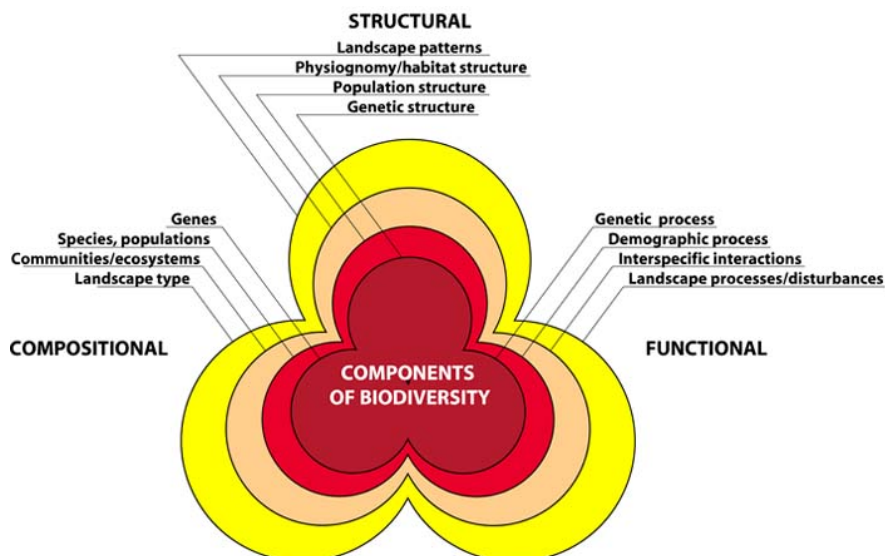 STRUCTURAL
Landscape patterns
Physiognomy/habitat structure
Population structure
Genetic structure
Genes
Species, populations
Communities/ecosystems
Landscape type
COMPOSITIONAL
Genetic process
Demographic process
Interspecific interactions
Landscape processes/disturbances
FUNCTIONAL
COMPONENTS
OF BIODIVERSITY